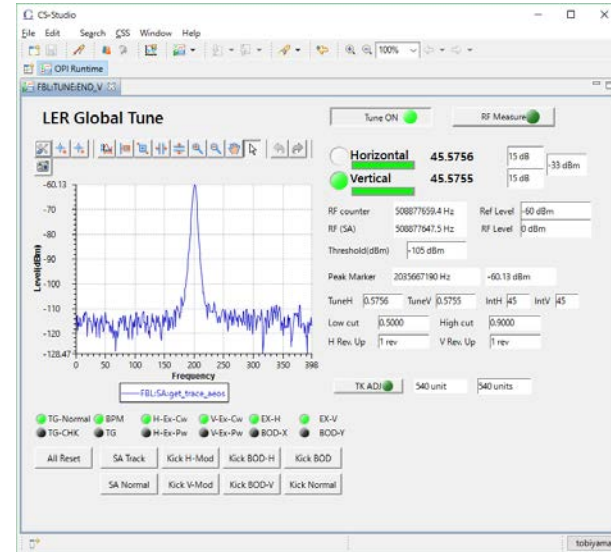 CS-Studio
File Edit Search CSS Window Help
100%
OPI Runtime
FBL:TUNE:END_V
LER Global Tune
Tune ON
RF Measure
Horizontal 45.5756 15 dB
-33 dBm
Vertical 45.5755 15 dB
RF counter 508877659.4 Hz Ref Level -60 dBm
RF (SA) 508877647.5 Hz RF Level 0 dBm
Threshold(dBm) -105 dBm
Peak Marker 2035667190 Hz -60.13 dBm
TuneH 0.5756 TuneV 0.5755 IntH 45 IntV 45
Low cut 0.5000 High cut 0.9000
H Rev. Up 1 rev V Rev. Up 1 rev
TK ADJ 540 unit 540 units
-60.13
-70
-80
-90
-100
-110
-120
-128.47
Level(dBm)
0 50 100 150 200 250 300 350 398
Frequency
FBL:SA:get_trace_aeos
TG-Normal BPM H-Ex-Cw V-Ex-Cw EX-H EX-V
TG-CHK TG H-Ex-Pw V-Ex-Pw BOD-X BOD-Y
All Reset SA Track Kick H-Mod Kick BOD-H Kick BOD
SA Normal Kick V-Mod Kick BOD-V Kick Normal
tobiyama